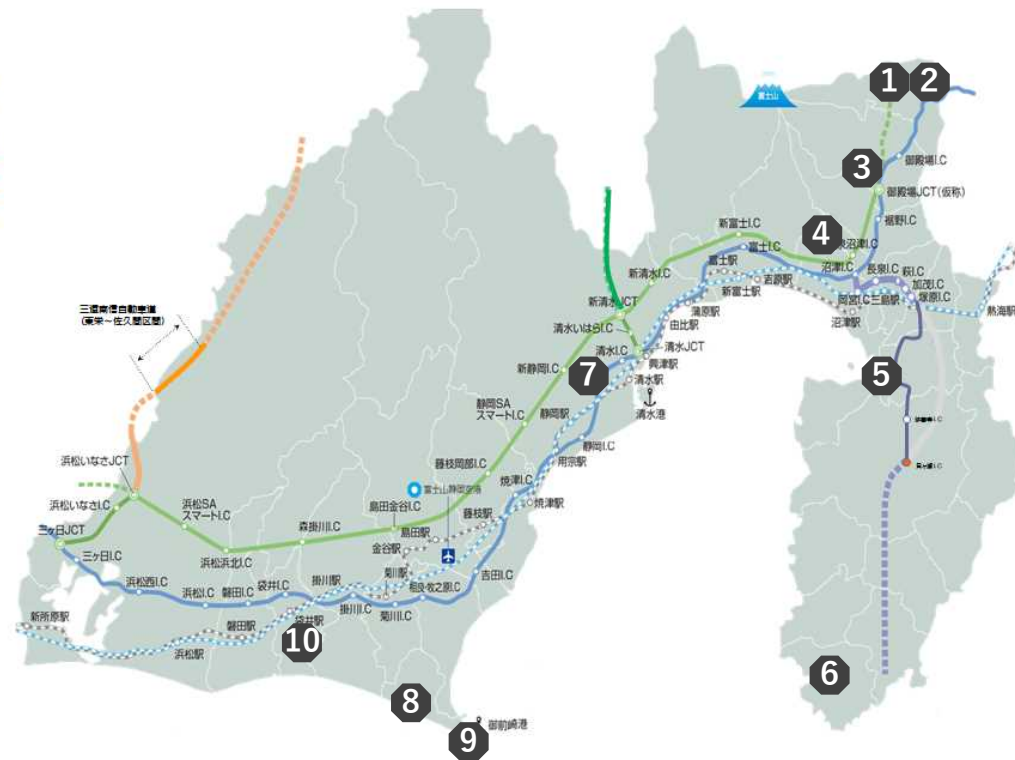 1
2
富士山
御殿場I.C
3
御殿場JCT(仮称)
裾野I.C
新富士I.C
4
富士I.C
沼津I.C
長泉I.C
萩I.C
加茂I.C
塚原I.C
岡宮I.C
三島駅
沼津駅
熱海駅
富士駅
吉原駅
新富士駅
新清水I.C
新清水JCT
蒲原駅
由比駅
清水いはらI.C
清水JCT
興津駅
清水I.C
清水駅
清水港
7
5
新静岡I.C
静岡SA
スマートI.C
静岡駅
静岡I.C
用宗駅
三遠南信自動車道
(東栄～佐久間区間)
藤枝岡部I.C
焼津I.C
焼津駅
富士山静岡空港
島田金谷I.C
藤枝駅
島田駅
金谷駅
菊川駅
相良牧之原I.C
吉田I.C
浜松いなさJCT
浜松いなさI.C
三ヶ日JCT
三ヶ日I.C
浜松SA
スマートI.C
浜松浜北I.C
森掛川I.C
浜松西I.C
浜松I.C
磐田I.C
袋井I.C
掛川駅
掛川I.C
菊川I.C
新所原駅
浜松駅
磐田駅
袋井駅
10
8
9
御前崎港
6